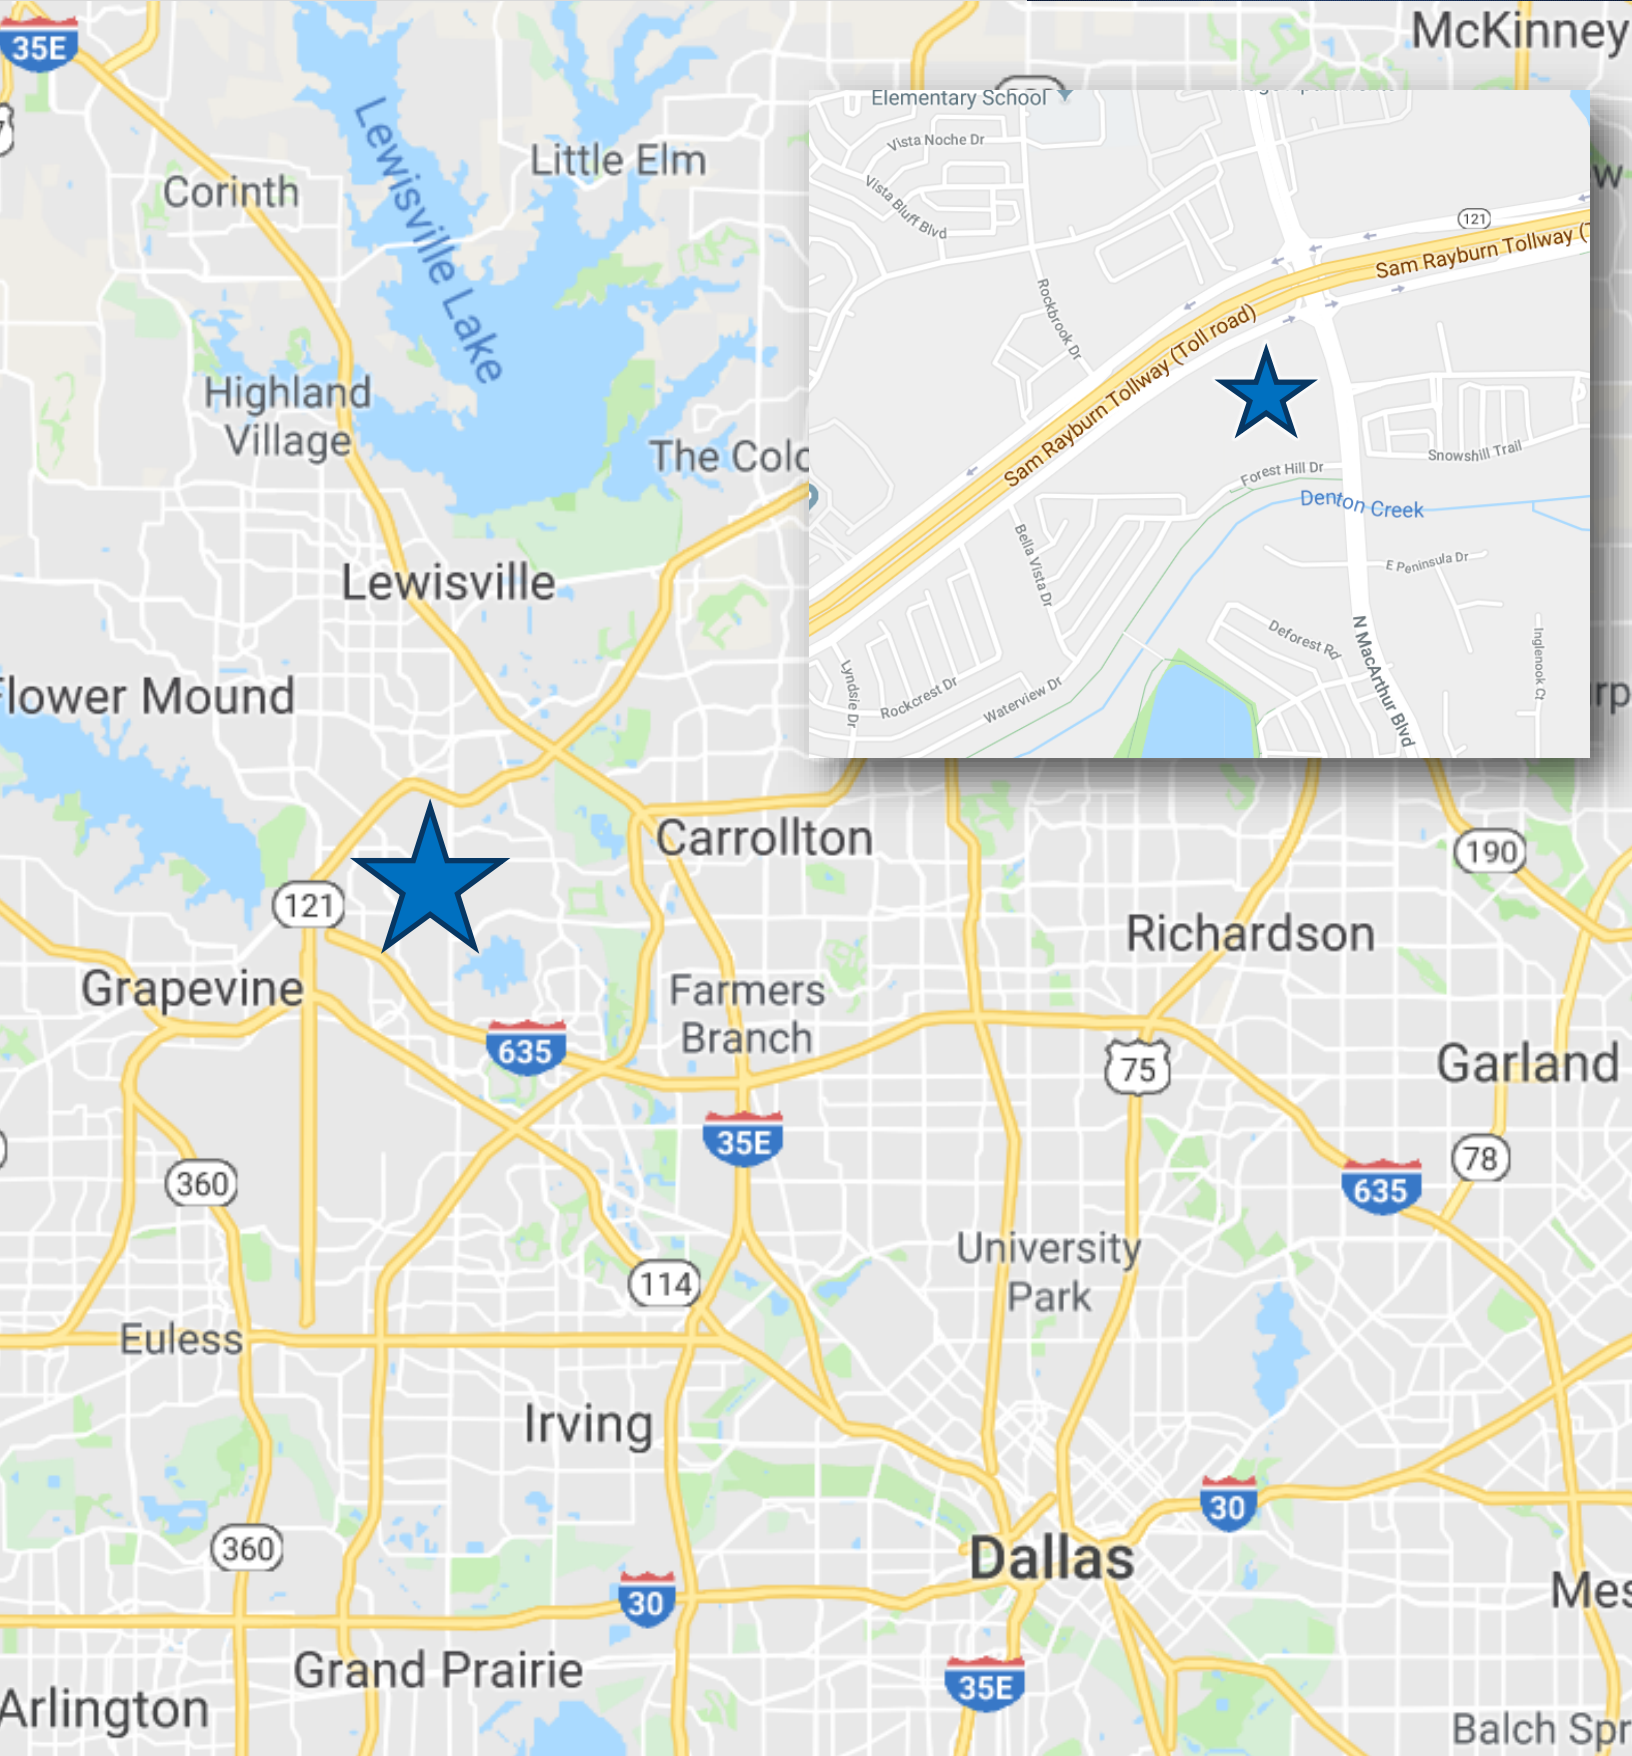 35E
McKinney
Corinth
Lewisville Lake
Little Elm
Highland
Village
The Colo
Lewisville
Flower Mound
Elementary School
Vista Noche Dr
Vista Bluff Blvd
121
Sam Rayburn Tollway (T
Rockbrook Dr
Sam Rayburn Tollway (Toll road)
Snowshill Trail
Forest Hill Dr
Denton Creek
Bella Vista Dr
E Peninsula Dr
Deforest Rd
N MacArthur Blvd
Inglenook Ct
Lyndsie Dr
Rockcrest Dr
Waterview Dr
Carrollton
190
121
Richardson
Grapevine
Farmers
Branch
635
75
Garland
35E
78
360
635
University
Park
114
Euless
Irving
30
360
Dallas
30
Mes
Grand Prairie
35E
Arlington
Balch Spr